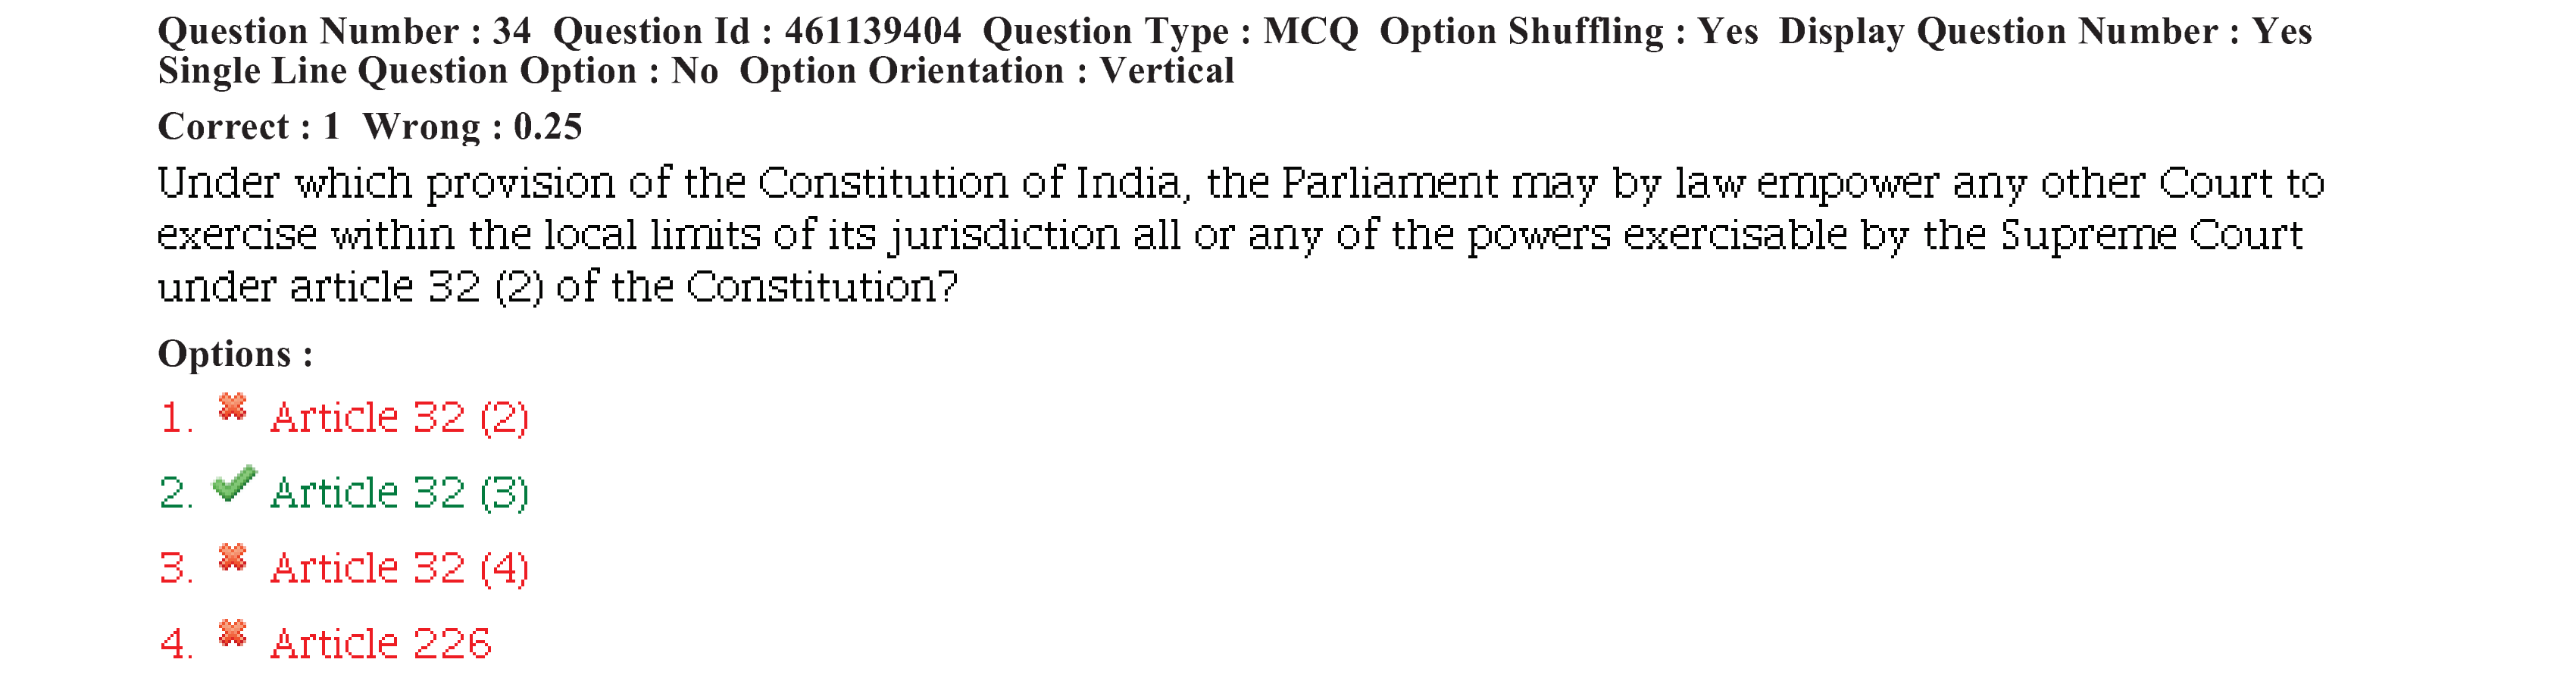 Question Number : 34 Question Id : 461139404 Question Type : MCQ Option Shuffling : Yes Display Question Number : Yes
Single Line Question Option : No Option Orientation : Vertical
Correct : 1 Wrong : 0.25
Under which provision of the Constitution of India, the Parliament may by law empower any other Court to
exercise within the local limits of its jurisdiction all or any of the powers exercisable by the Supreme Court
under article 32 (2) of the Constitution?
Options :
1. Article 32 (2)
2. Article 32 (3)
3. Article 32 (4)
4. Article 226